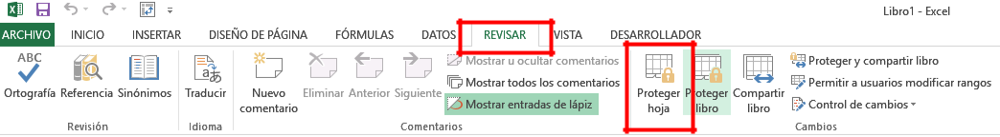 Libro1 - Excel
ARCHIVO INICIO INSERTAR DISEÑO DE PÁGINA FÓRMULAS DATOS REVISAR VISTA DESARROLLADOR
ABC
Ortografía Referencia Sinónimos
Revisión
Traducir
Idioma
Nuevo
comentario
Eliminar Anterior Siguiente
Mostrar u ocultar comentarios
Mostrar todos los comentarios
Mostrar entradas de lápiz
Comentarios
Proteger
hoja
Proteger
libro
Compartir
libro
Proteger y compartir libro
Permitir a usuarios modificar rangos
Control de cambios
Cambios